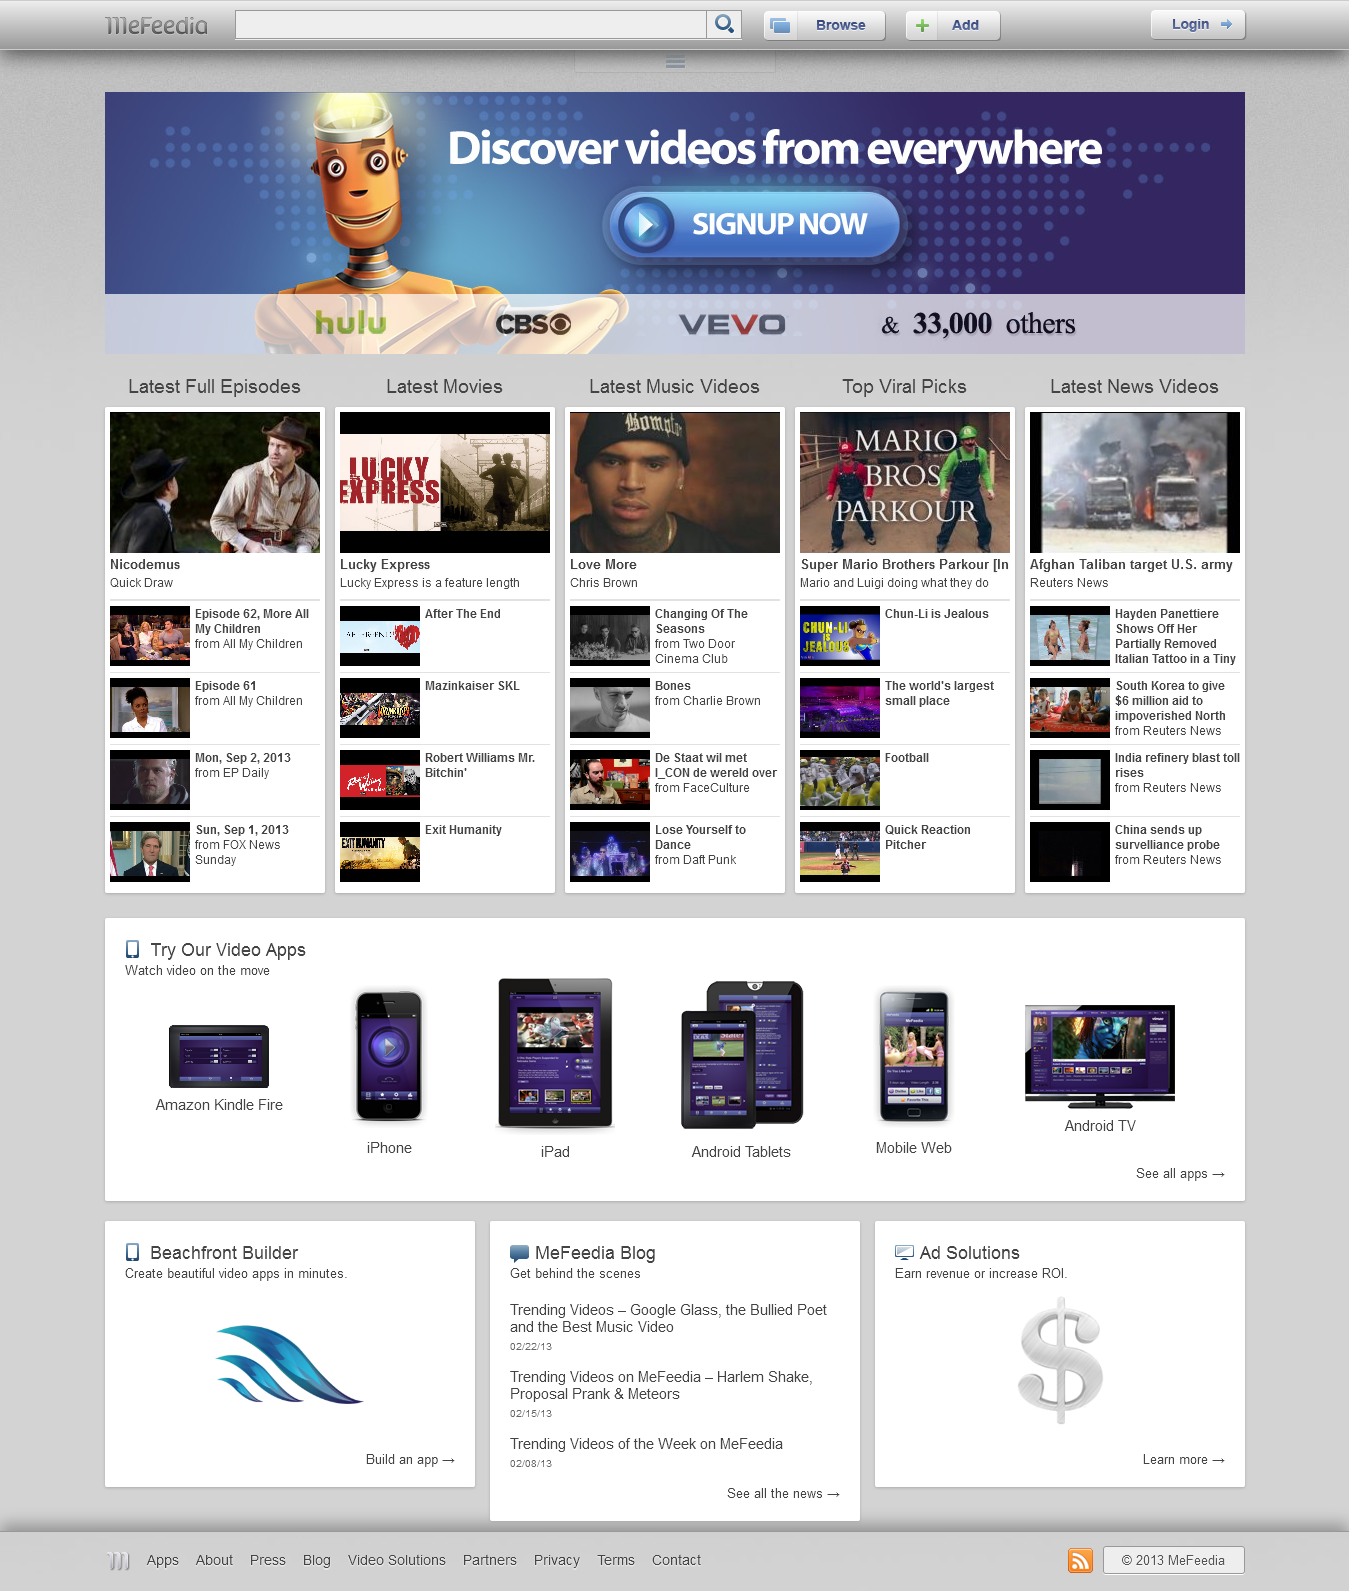 MeFeedia
Browse
Add
Login
Discover videos from everywhere
SIGNUP NOW
hulu
CBS
VEVO
& 33,000 others
Latest Full Episodes
Latest Movies
Latest Music Videos
Top Viral Picks
Latest News Videos
LUCKY
EXPRESS
Compton
MARIO
BROS
PARKOUR
Nicodemus
Quick Draw
Lucky Express
Lucky Express is a feature length
Love More
Chris Brown
Super Mario Brothers Parkour [In
Mario and Luigi doing what they do
Afghan Taliban target U.S. army
Reuters News
Episode 62, More All
My Children
from All My Children
Episode 61
from All My Children
Mon, Sep 2, 2013
from EP Daily
Sun, Sep 1, 2013
from FOX News
Sunday
After The End
Mazinkaiser SKL
Robert Williams Mr.
Bitchin'
EXIT HUMANITY
Exit Humanity
Changing Of The
Seasons
from Two Door
Cinema Club
Bones
from Charlie Brown
De Staat wil met
I_CON de wereld over
from FaceCulture
Lose Yourself to
Dance
from Daft Punk
CHUN-LI
IS
JEALOUS
Chun-Li is Jealous
The world's largest
small place
Football
Quick Reaction
Pitcher
Hayden Panettiere
Shows Off Her
Partially Removed
Italian Tattoo in a Tiny
South Korea to give
$6 million aid to
impoverished North
from Reuters News
India refinery blast toll
rises
from Reuters News
China sends up
survelliance probe
from Reuters News
Try Our Video Apps
Watch video on the move
Amazon Kindle Fire
iPhone
iPad
Android Tablets
MeFeedia
Mobile Web
Android TV
See all apps →
Beachfront Builder
Create beautiful video apps in minutes.
Build an app →
MeFeedia Blog
Get behind the scenes
Trending Videos – Google Glass, the Bullied Poet
and the Best Music Video
02/22/13
Trending Videos on MeFeedia – Harlem Shake,
Proposal Prank & Meteors
02/15/13
Trending Videos of the Week on MeFeedia
02/08/13
See all the news →
Ad Solutions
Earn revenue or increase ROI.
$
Learn more →
Apps
About
Press
Blog
Video Solutions
Partners
Privacy
Terms
Contact
© 2013 MeFeedia